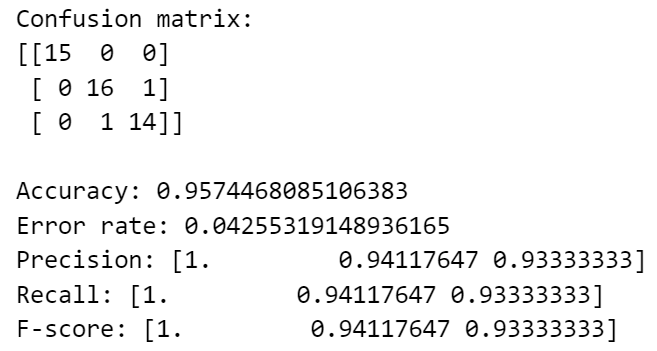 Confusion matrix:
[[15  0  0]
 [ 0 16  1]
 [ 0  1 14]]

Accuracy: 0.9574468085106383
Error rate: 0.04255319148936165
Precision: [1.         0.94117647 0.93333333]
Recall: [1.         0.94117647 0.93333333]
F-score: [1.         0.94117647 0.93333333]